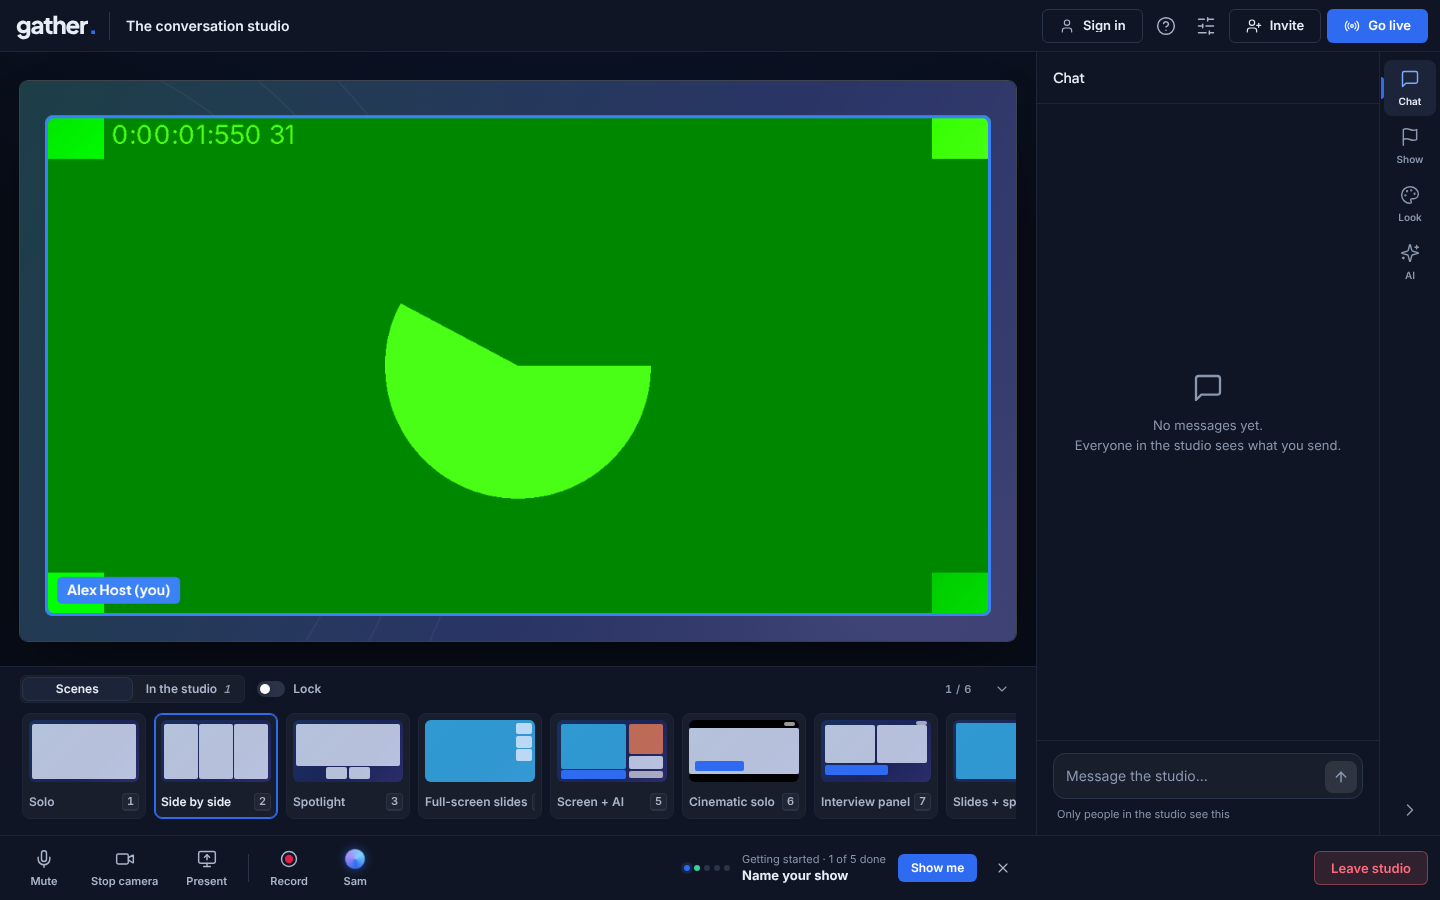 gather.
The conversation studio
Sign in
Invite
Go live
0:00:01:550 31
Alex Host (you)
Chat
No messages yet.
Everyone in the studio sees what you send.
Message the studio...
Only people in the studio see this
Chat
Show
Look
AI
Scenes
In the studio 1
Lock
1 / 6
Solo 1
Side by side 2
Spotlight 3
Full-screen slides
Screen + AI 5
Cinematic solo 6
Interview panel 7
Slides + sp
Mute
Stop camera
Present
Record
Sam
Getting started · 1 of 5 done
Name your show
Show me
Leave studio